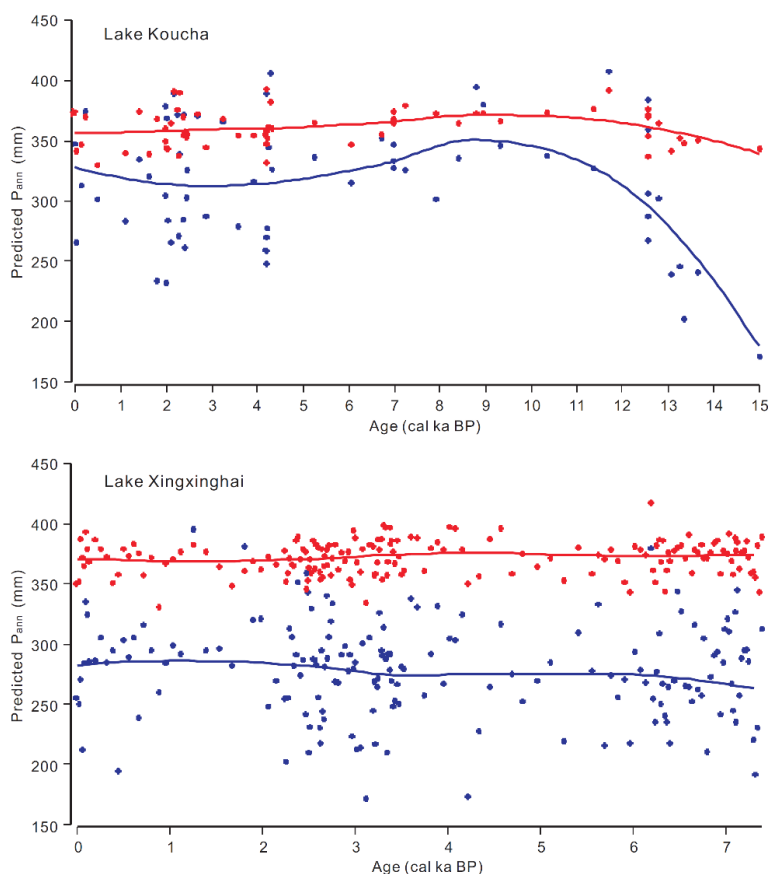 450
Lake Koucha
400
350
300
250
200
150
Predicted Pann (mm)
0 1 2 3 4 5 6 7 8 9 10 11 12 13 14 15
Age (cal ka BP)
450
Lake Xingxinghai
400
350
300
250
200
150
Predicted Pann (mm)
0 1 2 3 4 5 6 7
Age (cal ka BP)